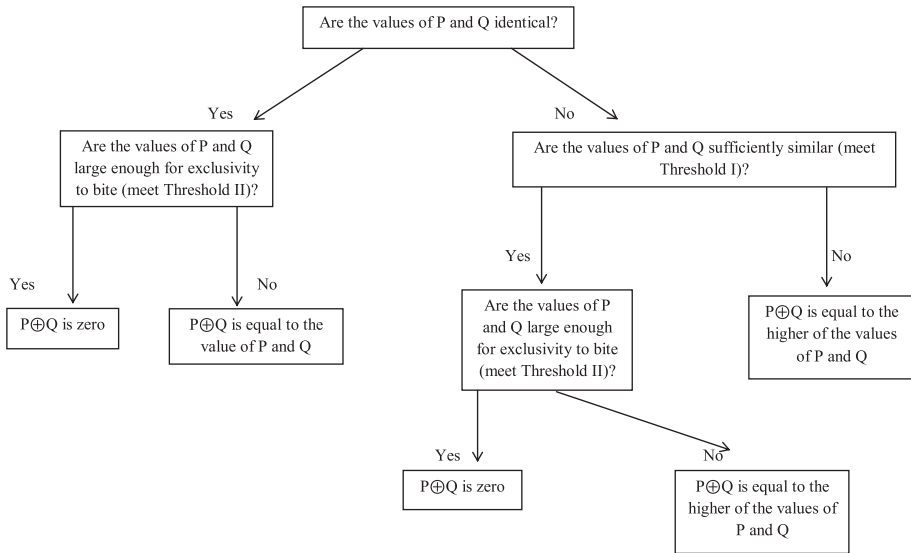 Are the values of P and Q identical?
Yes
No
Are the values of P and Q
large enough for exclusivity
to bite (meet Threshold II)?
Are the values of P and Q sufficiently similar (meet
Threshold I)?
Yes
No
Yes
No
P⊕Q is zero
P⊕Q is equal to the
value of P and Q
Are the values of P
and Q large enough
for exclusivity to bite
(meet Threshold II)?
P⊕Q is equal to the
higher of the values
of P and Q
Yes
No
P⊕Q is zero
P⊕Q is equal to the
higher of the values of
P and Q